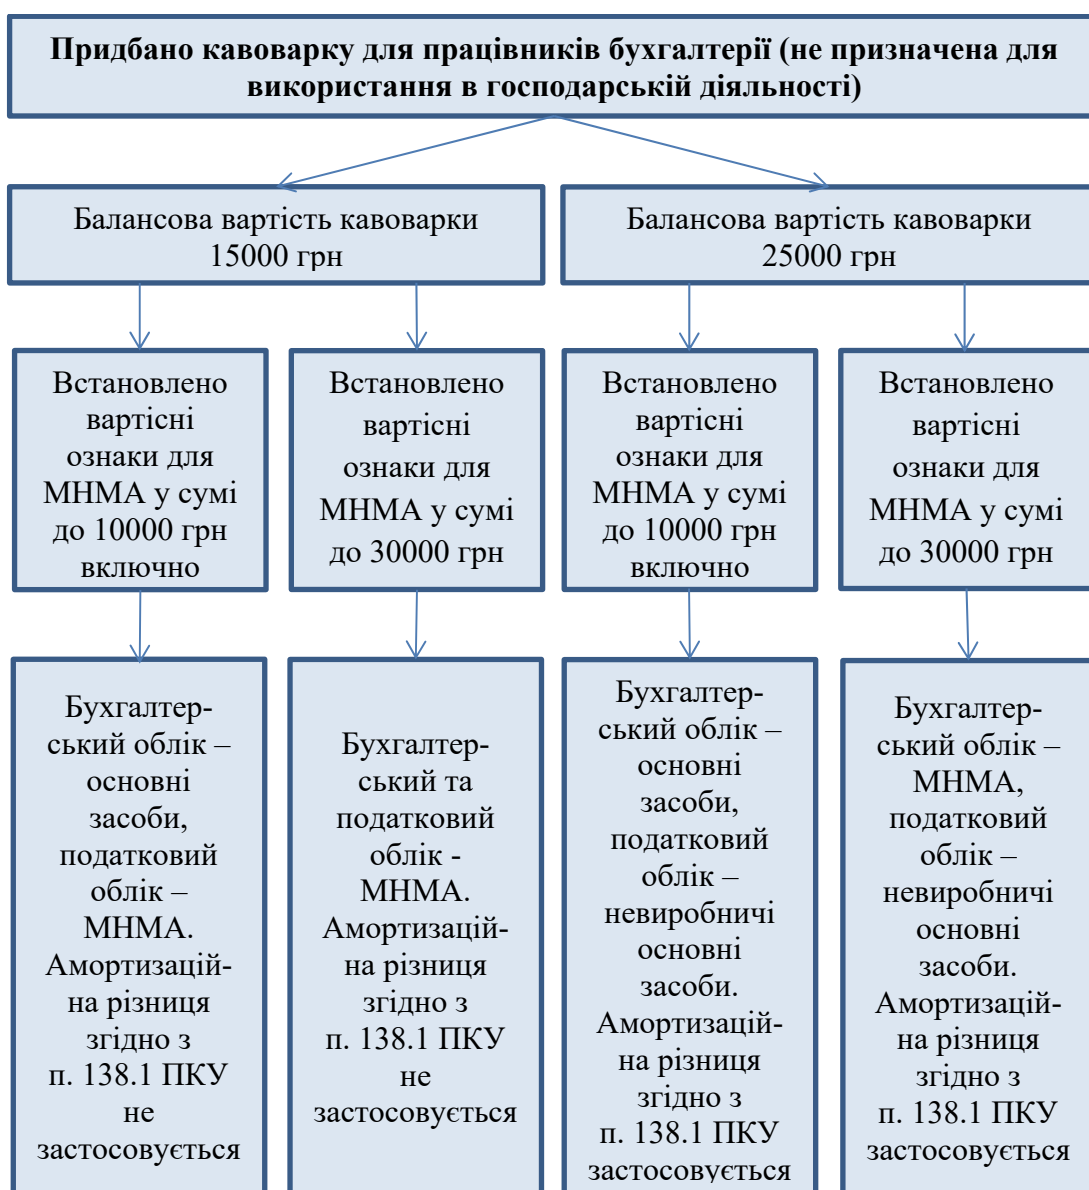 Придбано кавоварку для працівників бухгалтерії (не призначена для
використання в господарській діяльності)
Балансова вартість кавоварки
15000 грн
Балансова вартість кавоварки
25000 грн
Встановлено
вартісні
ознаки для
МНМА у сумі
до 10000 грн
включно
Встановлено
вартісні
ознаки для
МНМА у сумі
до 30000 грн
Встановлено
вартісні
ознаки для
МНМА у сумі
до 10000 грн
включно
Встановлено
вартісні
ознаки для
МНМА у сумі
до 30000 грн
Бухгалтер-
ський облік –
основні
засоби,
податковий
облік –
МНМА.
Амортизацій-
на різниця
згідно з
п. 138.1 ПКУ
не
застосовується
Бухгалтер-
ський та
податковий
облік -
МНМА.
Амортизацій-
на різниця
згідно з
п. 138.1 ПКУ
не
застосовується
Бухгалтер-
ський облік –
основні
засоби,
податковий
облік –
невиробничі
основні
засоби.
Амортизацій-
на різниця
згідно з
п. 138.1 ПКУ
застосовується
Бухгалтер-
ський облік –
МНМА,
податковий
облік –
невиробничі
основні
засоби.
Амортизацій-
на різниця
згідно з
п. 138.1 ПКУ
застосовується